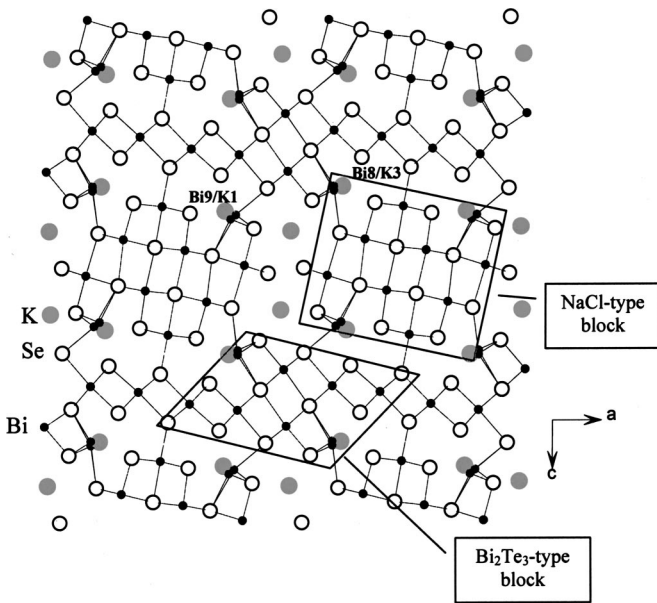 Bi8/K3
Bi9/K1
K
Se
Bi
NaCl-type
block
a
c
Bi₂Te₃-type
block